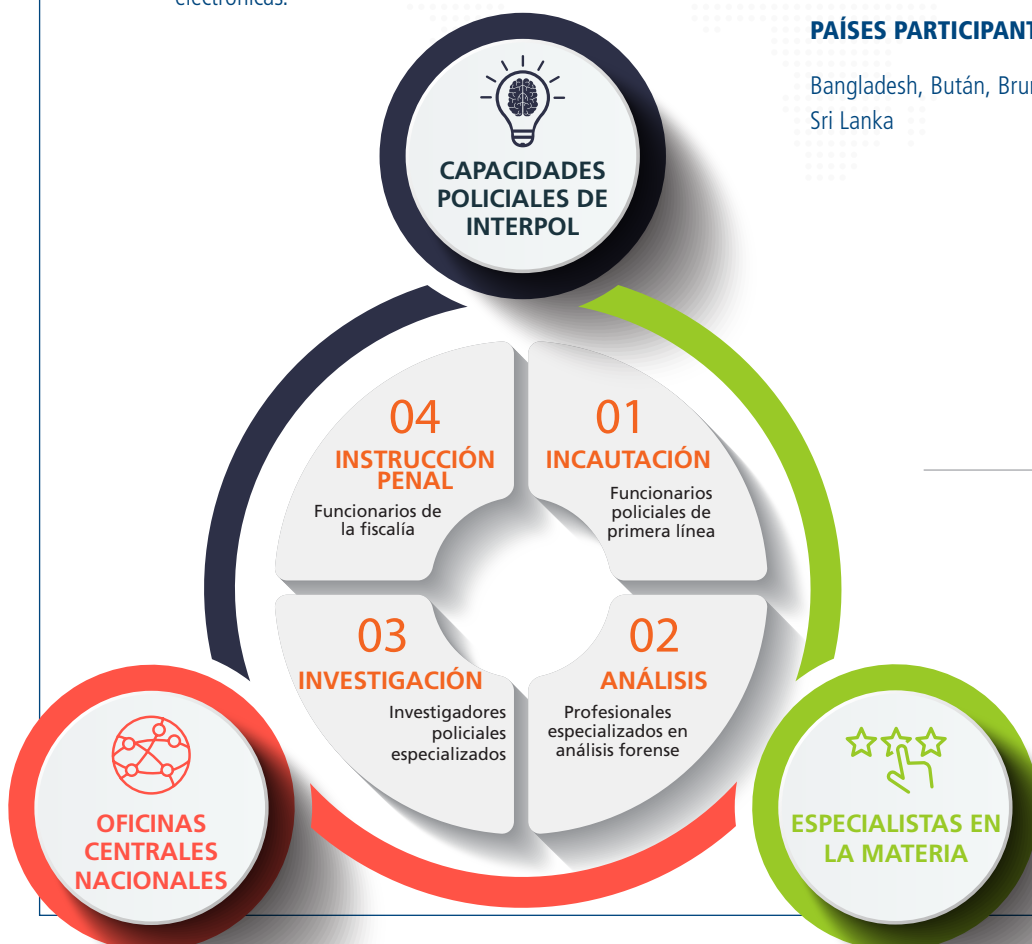 electrónicas.
PAÍSES PARTICIPANT
Bangladesh, Bután, Brun
Sri Lanka
CAPACIDADES
POLICIALES DE
INTERPOL
04
INSTRUCCIÓN
PENAL
Funcionarios de
la fiscalía
01
INCAUTACIÓN
Funcionarios
policiales de
primera línea
03
INVESTIGACIÓN
Investigadores
policiales
especializados
02
ANÁLISIS
Profesionales
especializados en
análisis forense
OFICINAS
CENTRALES
NACIONALES
ESPECIALISTAS EN
LA MATERIA